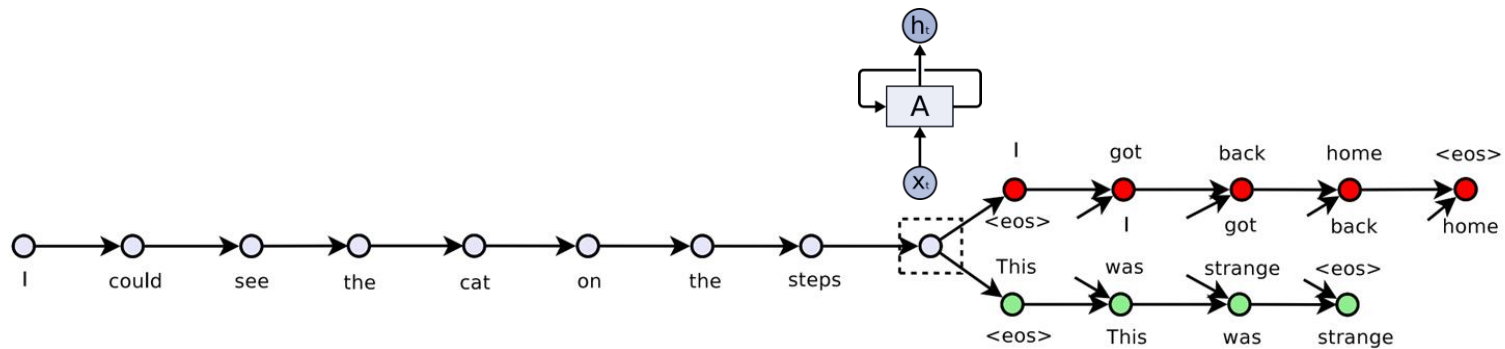 hₜ
A
xₜ
I got back home <eos>
<eos> I got back home
I could see the cat on the steps
This was strange <eos>
<eos> This was strange